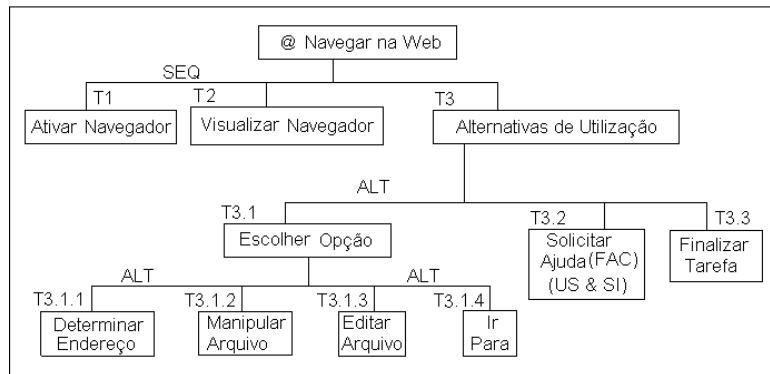 @ Navegar na Web
SEQ
T1
T2
T3
Ativar Navegador
Visualizar Navegador
Alternativas de Utilização
ALT
T3.1
T3.2
T3.3
Escolher Opção
Solicitar
Ajuda(FAC)
(US & SI)
Finalizar
Tarefa
ALT
ALT
T3.1.1
T3.1.2
T3.1.3
T3.1.4
Determinar
Endereço
Manipular
Arquivo
Editar
Arquivo
Ir
Para